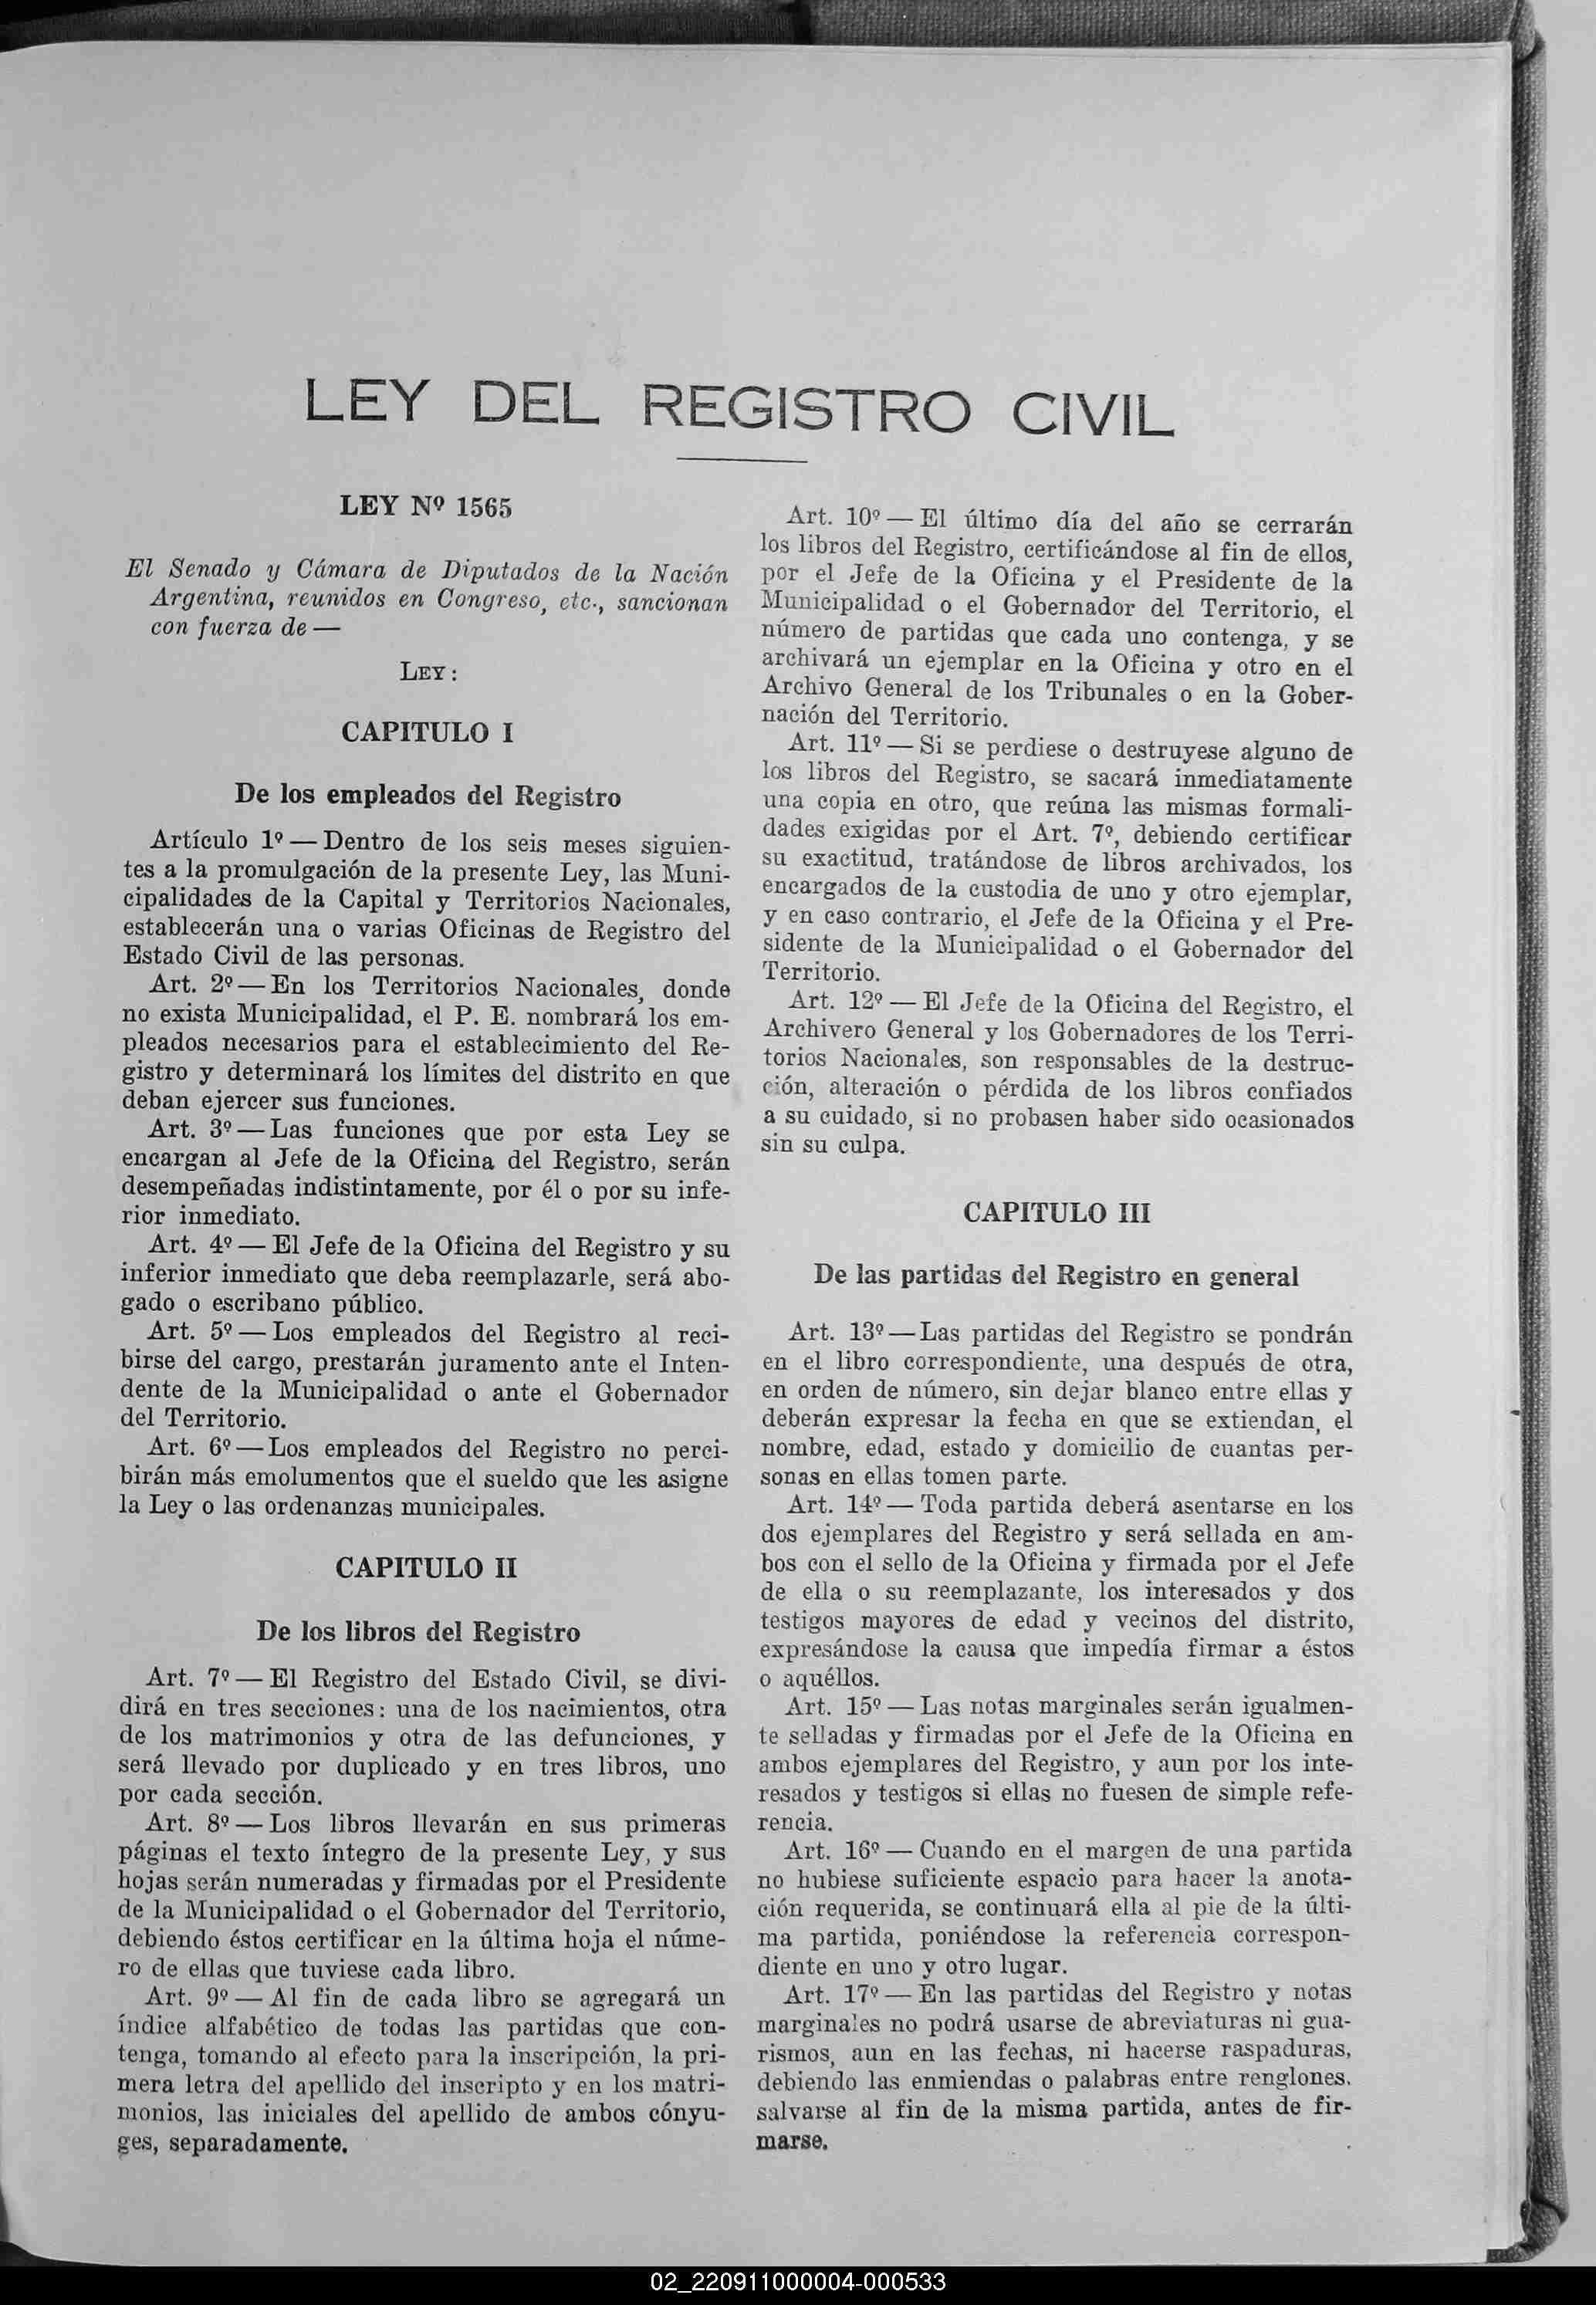 LEY DEL REGISTRO CIVIL
LEY Nº 1565
El Senado y Cámara de Diputados de la Nación
Argentina, reunidos en Congreso, etc., sancionan
con fuerza de —
LEY:
CAPITULO I
De los empleados del Registro
Artículo 1º — Dentro de los seis meses siguien-
tes a la promulgación de la presente Ley, las Muni-
cipalidades de la Capital y Territorios Nacionales,
establecerán una o varias Oficinas de Registro del
Estado Civil de las personas.
Art. 2º — En los Territorios Nacionales, donde
no exista Municipalidad, el P. E. nombrará los em-
pleados necesarios para el establecimiento del Re-
gistro y determinará los límites del distrito en que
deban ejercer sus funciones.
Art. 3º — Las funciones que por esta Ley se
encargan al Jefe de la Oficina del Registro, serán
desempeñadas indistintamente, por él o por su infe-
rior inmediato.
Art. 4º — El Jefe de la Oficina del Registro y su
inferior inmediato que deba reemplazarle, será abo-
gado o escribano público.
Art. 5º — Los empleados del Registro al reci-
birse del cargo, prestarán juramento ante el Inten-
dente de la Municipalidad o ante el Gobernador
del Territorio.
Art. 6º — Los empleados del Registro no perci-
birán más emolumentos que el sueldo que les asigne
la Ley o las ordenanzas municipales.
CAPITULO II
De los libros del Registro
Art. 7º — El Registro del Estado Civil, se divi-
dirá en tres secciones: una de los nacimientos, otra
de los matrimonios y otra de las defunciones, y
será llevado por duplicado y en tres libros, uno
por cada sección.
Art. 8º — Los libros llevarán en sus primeras
páginas el texto íntegro de la presente Ley, y sus
hojas serán numeradas y firmadas por el Presidente
de la Municipalidad o el Gobernador del Territorio,
debiendo éstos certificar en la última hoja el núme-
ro de ellas que tuviese cada libro.
Art. 9º — Al fin de cada libro se agregará un
índice alfabético de todas las partidas que con-
tenga, tomando al efecto para la inscripción, la pri-
mera letra del apellido del inscripto y en los matri-
monios, las iniciales del apellido de ambos cónyu-
ges, separadamente.
Art. 10º — El último día del año se cerrarán
los libros del Registro, certificándose al fin de ellos,
por el Jefe de la Oficina y el Presidente de la
Municipalidad o el Gobernador del Territorio, el
número de partidas que cada uno contenga, y se
archivará un ejemplar en la Oficina y otro en el
Archivo General de los Tribunales o en la Gober-
nación del Territorio.
Art. 11º — Si se perdiese o destruyese alguno de
los libros del Registro, se sacará inmediatamente
una copia en otro, que reúna las mismas formali-
dades exigidas por el Art. 7º, debiendo certificar
su exactitud, tratándose de libros archivados, los
encargados de la custodia de uno y otro ejemplar,
y en caso contrario, el Jefe de la Oficina y el Pre-
sidente de la Municipalidad o el Gobernador del
Territorio.
Art. 12º — El Jefe de la Oficina del Registro, el
Archivero General y los Gobernadores de los Terri-
torios Nacionales, son responsables de la destruc-
ción, alteración o pérdida de los libros confiados
a su cuidado, si no probasen haber sido ocasionados
sin su culpa.
CAPITULO III
De las partidas del Registro en general
Art. 13º — Las partidas del Registro se pondrán
en el libro correspondiente, una después de otra,
en orden de número, sin dejar blanco entre ellas y
deberán expresar la fecha en que se extiendan, el
nombre, edad, estado y domicilio de cuantas per-
sonas en ellas tomen parte.
Art. 14º — Toda partida deberá asentarse en los
dos ejemplares del Registro y será sellada en am-
bos con el sello de la Oficina y firmada por el Jefe
de ella o su reemplazante, los interesados y dos
testigos mayores de edad y vecinos del distrito,
expresándose la causa que impedía firmar a éstos
o aquéllos.
Art. 15º — Las notas marginales serán igualmen-
te selladas y firmadas por el Jefe de la Oficina en
ambos ejemplares del Registro, y aun por los inte-
resados y testigos si ellas no fuesen de simple refe-
rencia.
Art. 16º — Cuando en el margen de una partida
no hubiese suficiente espacio para hacer la anota-
ción requerida, se continuará ella al pie de la últi-
ma partida, poniéndose la referencia correspon-
diente en uno y otro lugar.
Art. 17º — En las partidas del Registro y notas
marginales no podrá usarse de abreviaturas ni gua-
rismos, aun en las fechas, ni hacerse raspaduras,
debiendo las enmiendas o palabras entre renglones.
salvarse al fin de la misma partida, antes de fir-
marse.
02_220911000004-000533